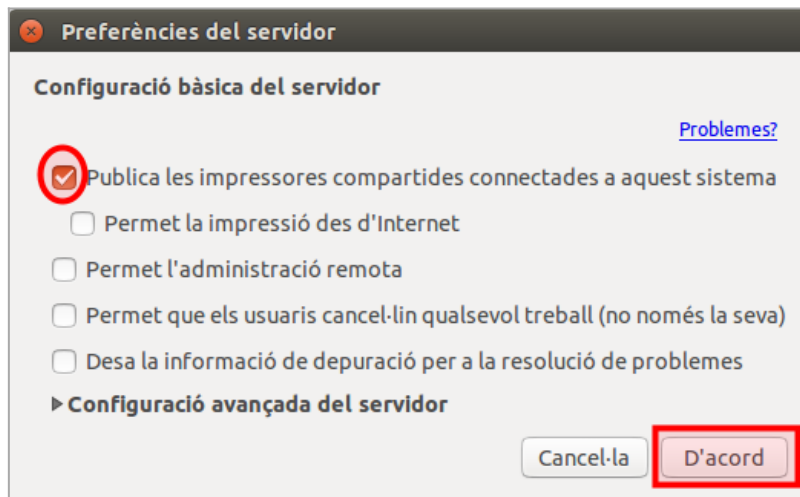 Preferències del servidor
Configuració bàsica del servidor
Problemes?
Publica les impressores compartides connectades a aquest sistema
Permet la impressió des d'Internet
Permet l'administració remota
Permet que els usuaris cancel·lin qualsevol treball (no només la seva)
Desa la informació de depuració per a la resolució de problemes
Configuració avançada del servidor
Cancel·la D'acord